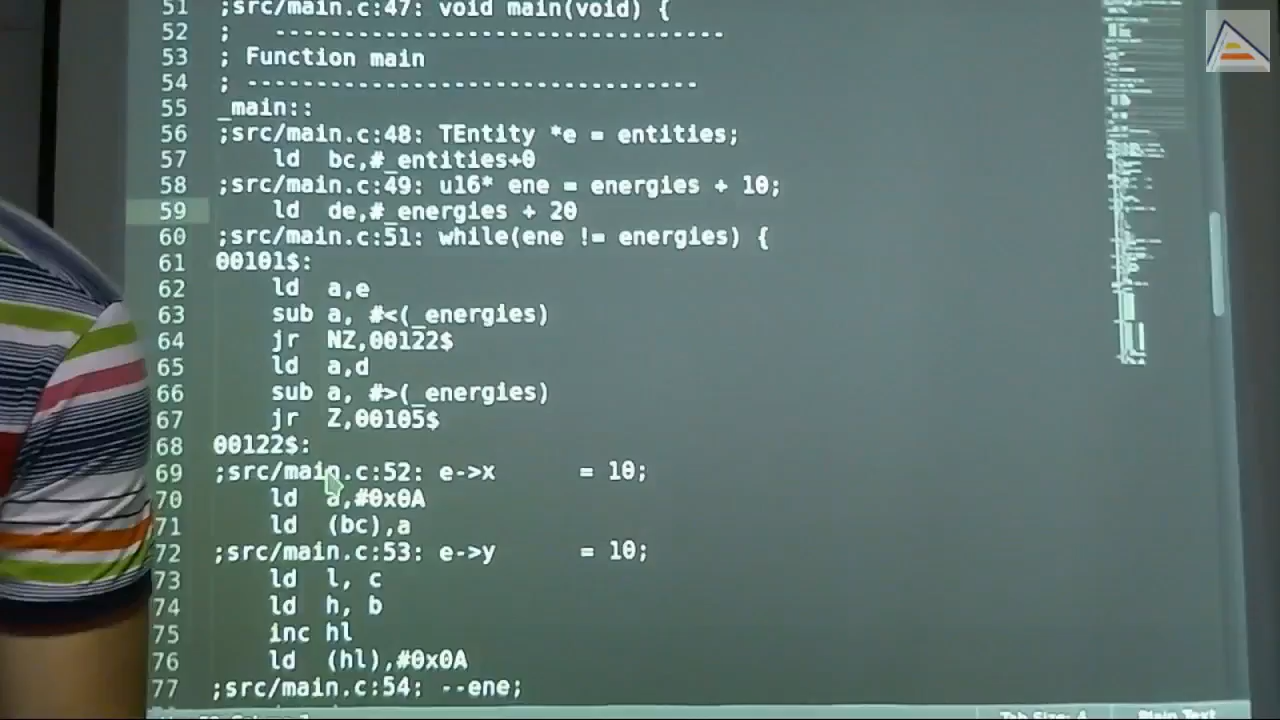 51 ;src/main.c:47: void main(void) {
52 ; ---------------------------------
53 ; Function main
54 ; ---------------------------------
55 _main::
56 ;src/main.c:48: TEntity *e = entities;
57 ld bc,#_entities+0
58 ;src/main.c:49: u16* ene = energies + 10;
59 ld de,#_energies + 20
60 ;src/main.c:51: while(ene != energies) {
61 00101$:
62 ld a,e
63 sub a, #<(_energies)
64 jr NZ,00122$
65 ld a,d
66 sub a, #>(_energies)
67 jr Z,00105$
68 00122$:
69 ;src/main.c:52: e->x = 10;
70 ld a,#0x0A
71 ld (bc),a
72 ;src/main.c:53: e->y = 10;
73 ld l, c
74 ld h, b
75 inc hl
76 ld (hl),#0x0A
77 ;src/main.c:54: --ene;
Tab Size: 4 Plain Text